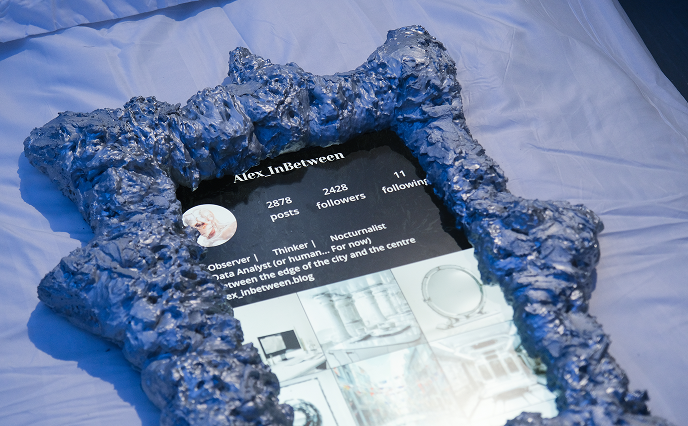 Alex_InBetween
2878 2428 11
posts followers following
Observer | Thinker | Nocturnalist
Data Analyst (or human... For now)
Between the edge of the city and the centre
alex_inbetween.blog